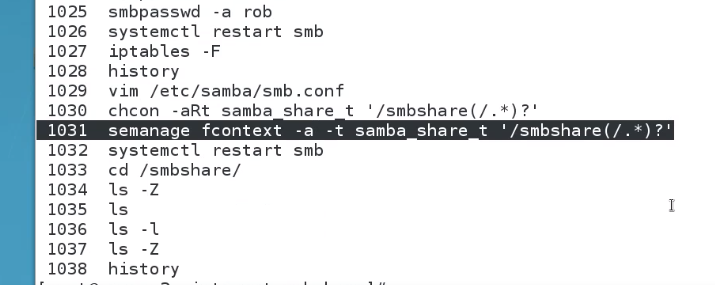 1025 smbpasswd -a rob
1026 systemctl restart smb
1027 iptables -F
1028 history
1029 vim /etc/samba/smb.conf
1030 chcon -aRt samba_share_t '/smbshare(/.*)?'
1031 semanage fcontext -a -t samba_share_t '/smbshare(/.*)?'
1032 systemctl restart smb
1033 cd /smbshare/
1034 ls -Z
1035 ls
1036 ls -l
1037 ls -Z
1038 history